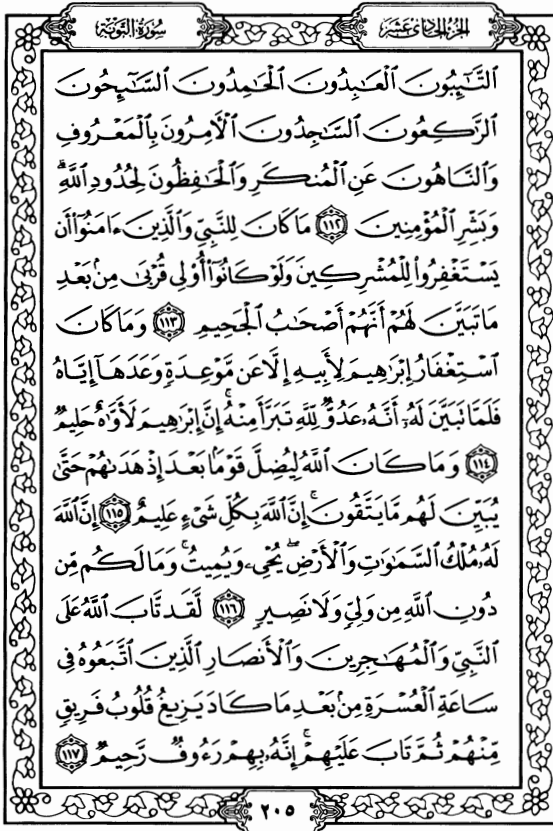 الجزء الحادي عشر سورة التوبة
التَّٰٓئِبُونَ ٱلْعَٰبِدُونَ ٱلْحَٰمِدُونَ ٱلسَّٰٓئِحُونَ
ٱلرَّٰكِعُونَ ٱلسَّٰجِدُونَ ٱلْءَامِرُونَ بِٱلْمَعْرُوفِ
وَٱلنَّاهُونَ عَنِ ٱلْمُنكَرِ وَٱلْحَٰفِظُونَ لِحُدُودِ ٱللَّهِۗ
وَبَشِّرِ ٱلْمُؤْمِنِينَ ١١٢ مَا كَانَ لِلنَّبِىِّ وَٱلَّذِينَ ءَامَنُوٓا۟ أَن
يَسْتَغْفِرُوا۟ لِلْمُشْرِكِينَ وَلَوْ كَانُوٓا۟ أُو۟لِى قُرْبَىٰ مِنۢ بَعْدِ
مَا تَبَيَّنَ لَهُمْ أَنَّهُمْ أَصْحَٰبُ ٱلْجَحِيمِ ١١٣ وَمَا كَانَ
ٱسْتِغْفَارُ إِبْرَٰهِيمَ لِأَبِيهِ إِلَّا عَن مَّوْعِدَةٍ وَعَدَهَآ إِيَّاهُ
فَلَمَّا تَبَيَّنَ لَهُۥٓ أَنَّهُۥ عَدُوٌّ لِّلَّهِ تَبَرَّأَ مِنْهُۚ إِنَّ إِبْرَٰهِيمَ لَأَوَّٰهٌ حَلِيمٌ
١١٤ وَمَا كَانَ ٱللَّهُ لِيُضِلَّ قَوْمًۢا بَعْدَ إِذْ هَدَىٰهُمْ حَتَّىٰ
يُبَيِّنَ لَهُم مَّا يَتَّقُونَۚ إِنَّ ٱللَّهَ بِكُلِّ شَىْءٍ عَلِيمٌ ١١٥ إِنَّ ٱللَّهَ
لَهُۥ مُلْكُ ٱلسَّمَٰوَٰتِ وَٱلْأَرْضِۖ يُحْىِۦ وَيُمِيتُۚ وَمَا لَكُم مِّن
دُونِ ٱللَّهِ مِن وَلِىٍّ وَلَا نَصِيرٍ ١١٦ لَّقَد تَّابَ ٱللَّهُ عَلَى
ٱلنَّبِىِّ وَٱلْمُهَٰجِرِينَ وَٱلْأَنصَارِ ٱلَّذِينَ ٱتَّبَعُوهُ فِى
سَاعَةِ ٱلْعُسْرَةِ مِنۢ بَعْدِ مَا كَادَ يَزِيغُ قُلُوبُ فَرِيقٍ
مِّنْهُمْ ثُمَّ تَابَ عَلَيْهِمْۚ إِنَّهُۥ بِهِمْ رَءُوفٌ رَّحِيمٌ ١١٧
٢٠٥